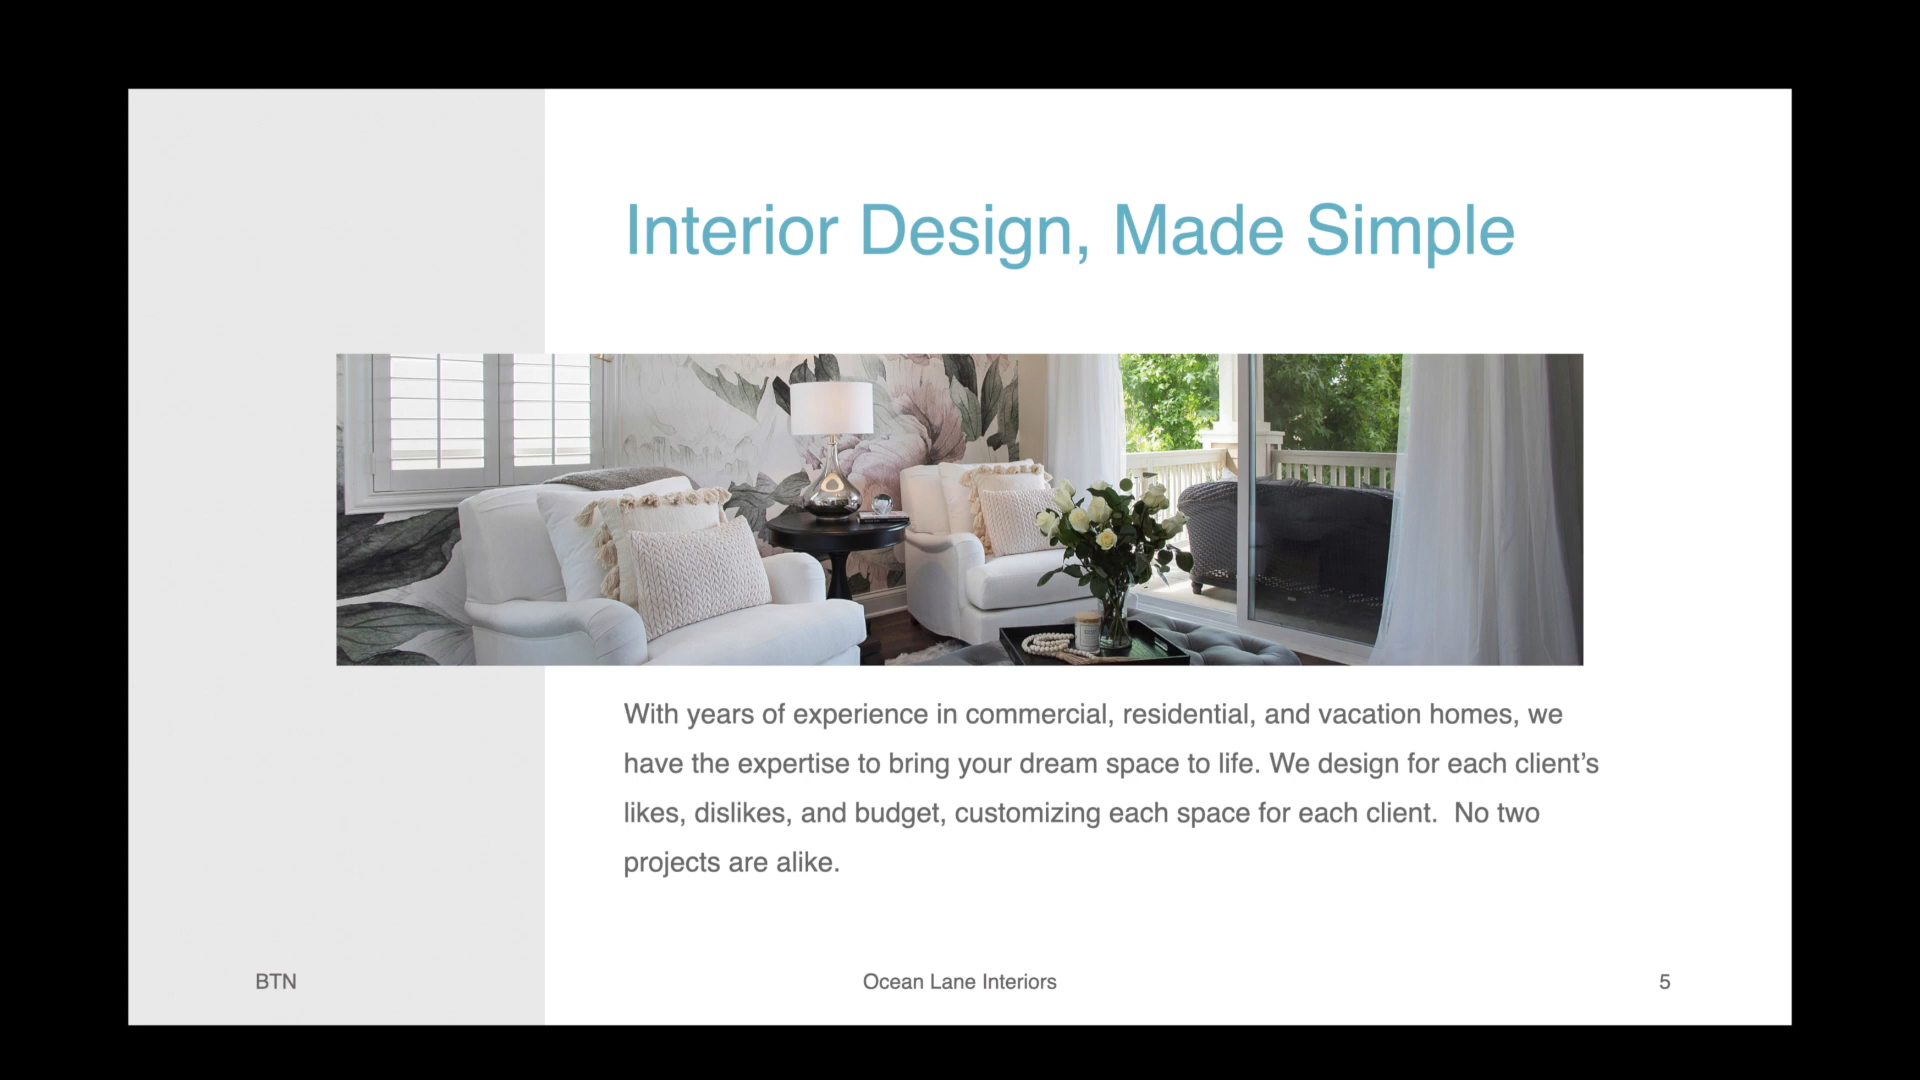 Interior Design, Made Simple
With years of experience in commercial, residential, and vacation homes, we
have the expertise to bring your dream space to life. We design for each client’s
likes, dislikes, and budget, customizing each space for each client.  No two
projects are alike.
BTN
Ocean Lane Interiors
5